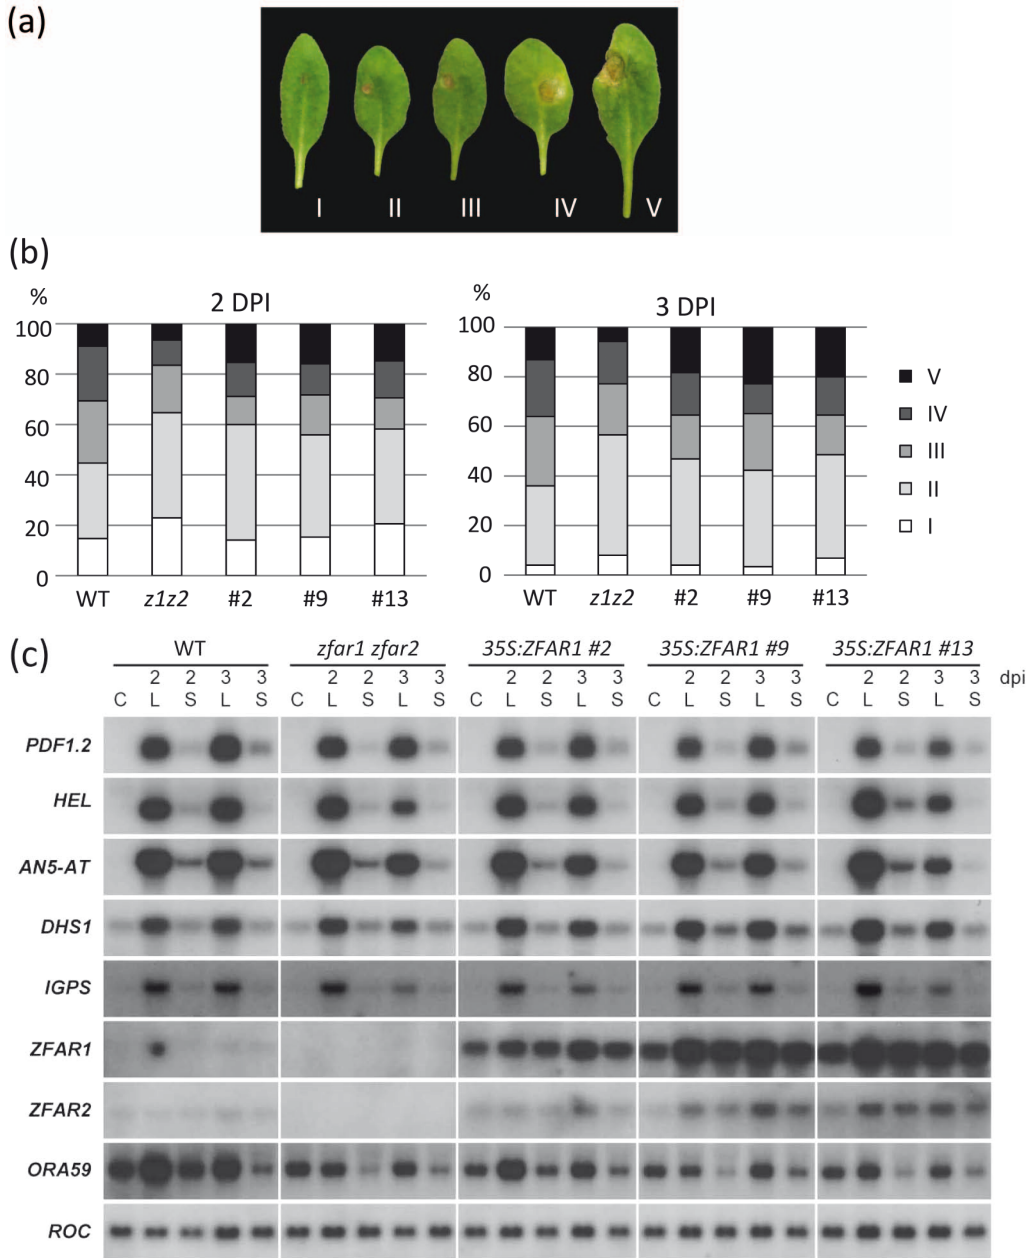 (a)
I II III IV V
(b)
% 2 DPI
100
80
60
40
20
0
WT z1z2 #2 #9 #13
% 3 DPI
100
80
60
40
20
0
WT z1z2 #2 #9 #13
V
IV
III
II
I
(c)
WT zfar1 zfar2 35S:ZFAR1 #2 35S:ZFAR1 #9 35S:ZFAR1 #13
2 2 3 3 2 2 3 3 2 2 3 3 2 2 3 3 2 2 3 3 dpi
C L S L S C L S L S C L S L S C L S L S C L S L S
PDF1.2
HEL
AN5-AT
DHS1
IGPS
ZFAR1
ZFAR2
ORA59
ROC